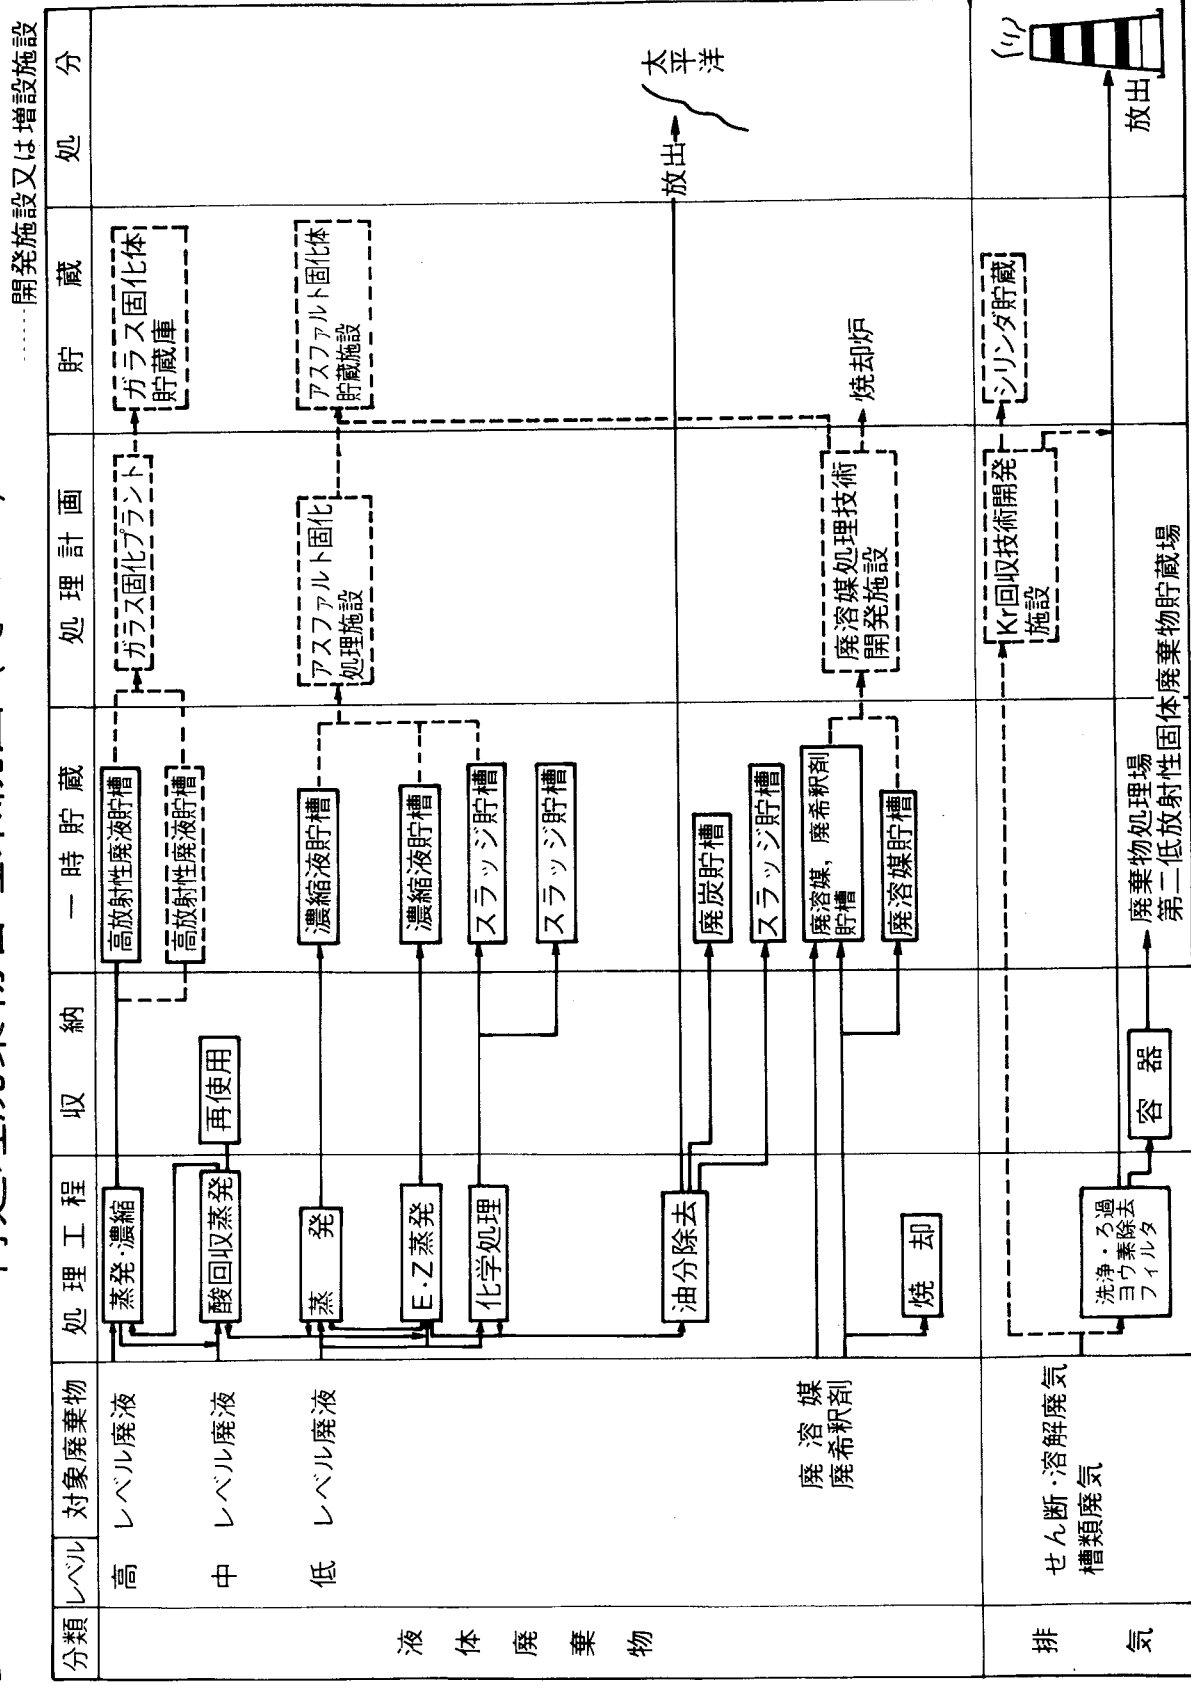 ……開発施設又は増設施設
分類
レベル
対象廃棄物
処理工程
収納
一時貯蔵
処理計画
貯蔵
処分
液体廃棄物
高
レベル廃液
蒸発・濃縮
高放射性廃液貯槽
高放射性廃液貯槽
ガラス固化プラント
ガラス固化体
貯蔵庫
中
レベル廃液
酸回収蒸発
再使用
低
レベル廃液
蒸発
濃縮液貯槽
アスファルト固化
処理施設
アスファルト固化体
貯蔵施設
E・Z蒸発
濃縮液貯槽
化学処理
スラッジ貯槽
スラッジ貯槽
油分除去
廃炭貯槽
スラッジ貯槽
放出
太平洋
廃溶媒
廃希釈剤
廃溶媒，廃希釈剤
貯槽
廃溶媒貯槽
廃溶媒処理技術
開発施設
焼却炉
焼却
排気
せん断・溶解廃気
槽類廃気
洗浄・ろ過
ヨウ素除去
フィルタ
容器
廃棄物処理場
第二低放射性固体廃棄物貯蔵場
Kr回収技術開発
施設
シリンダ貯蔵
放出